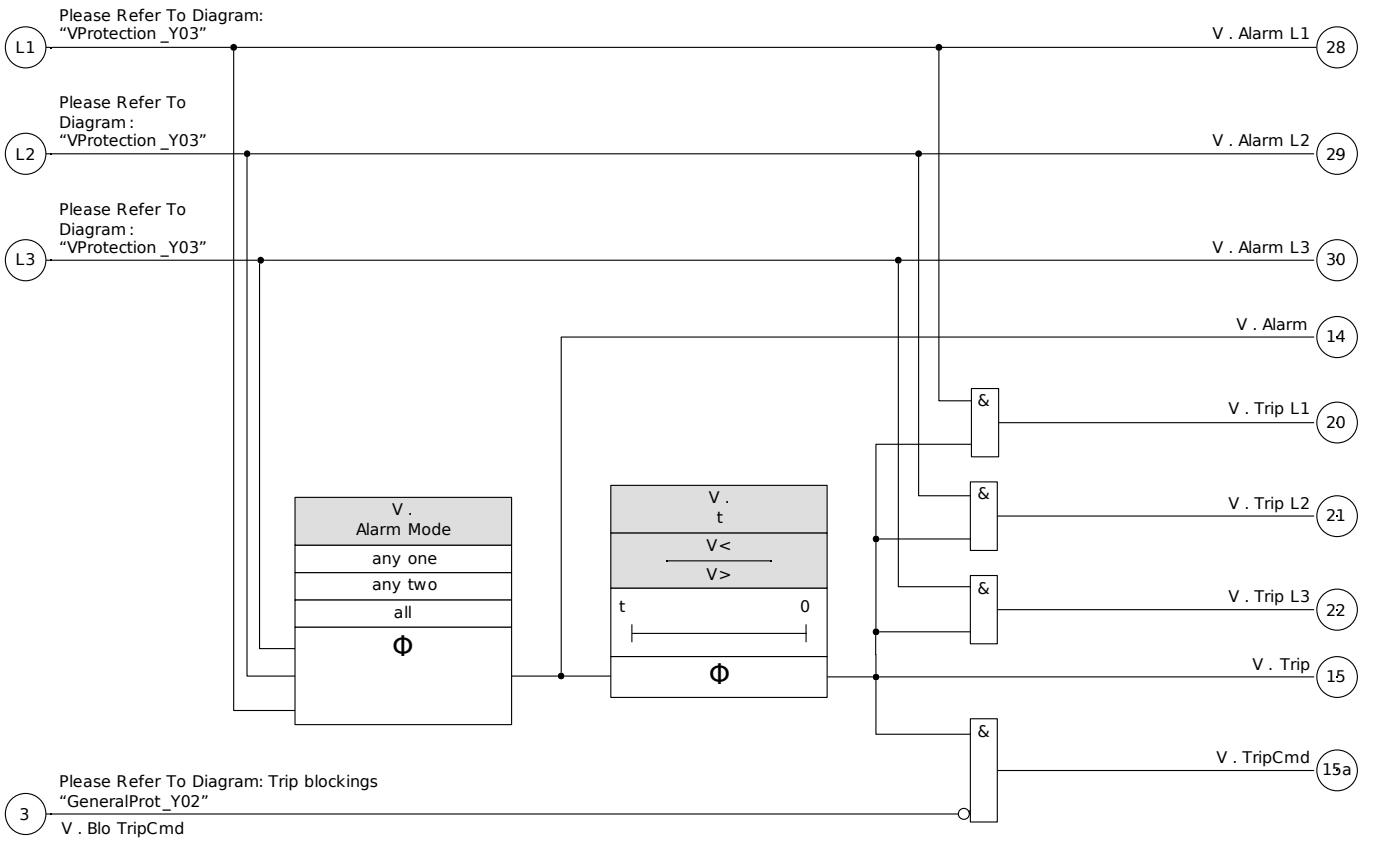 Please Refer To Diagram:
“VProtection _Y03”
L1
V . Alarm L1
28
Please Refer To
Diagram :
“VProtection _Y03”
L2
V . Alarm L2
29
Please Refer To
Diagram :
“VProtection _Y03”
L3
V . Alarm L3
30
V . Alarm
14
&
V . Trip L1
20
V .
Alarm Mode
any one
any two
all
Φ
V .
t
V<
V>
t 0
Φ
&
V . Trip L2
21
&
V . Trip L3
22
V . Trip
15
&
V . TripCmd
15a
Please Refer To Diagram: Trip blockings
“GeneralProt_Y02”
3
V . Blo TripCmd